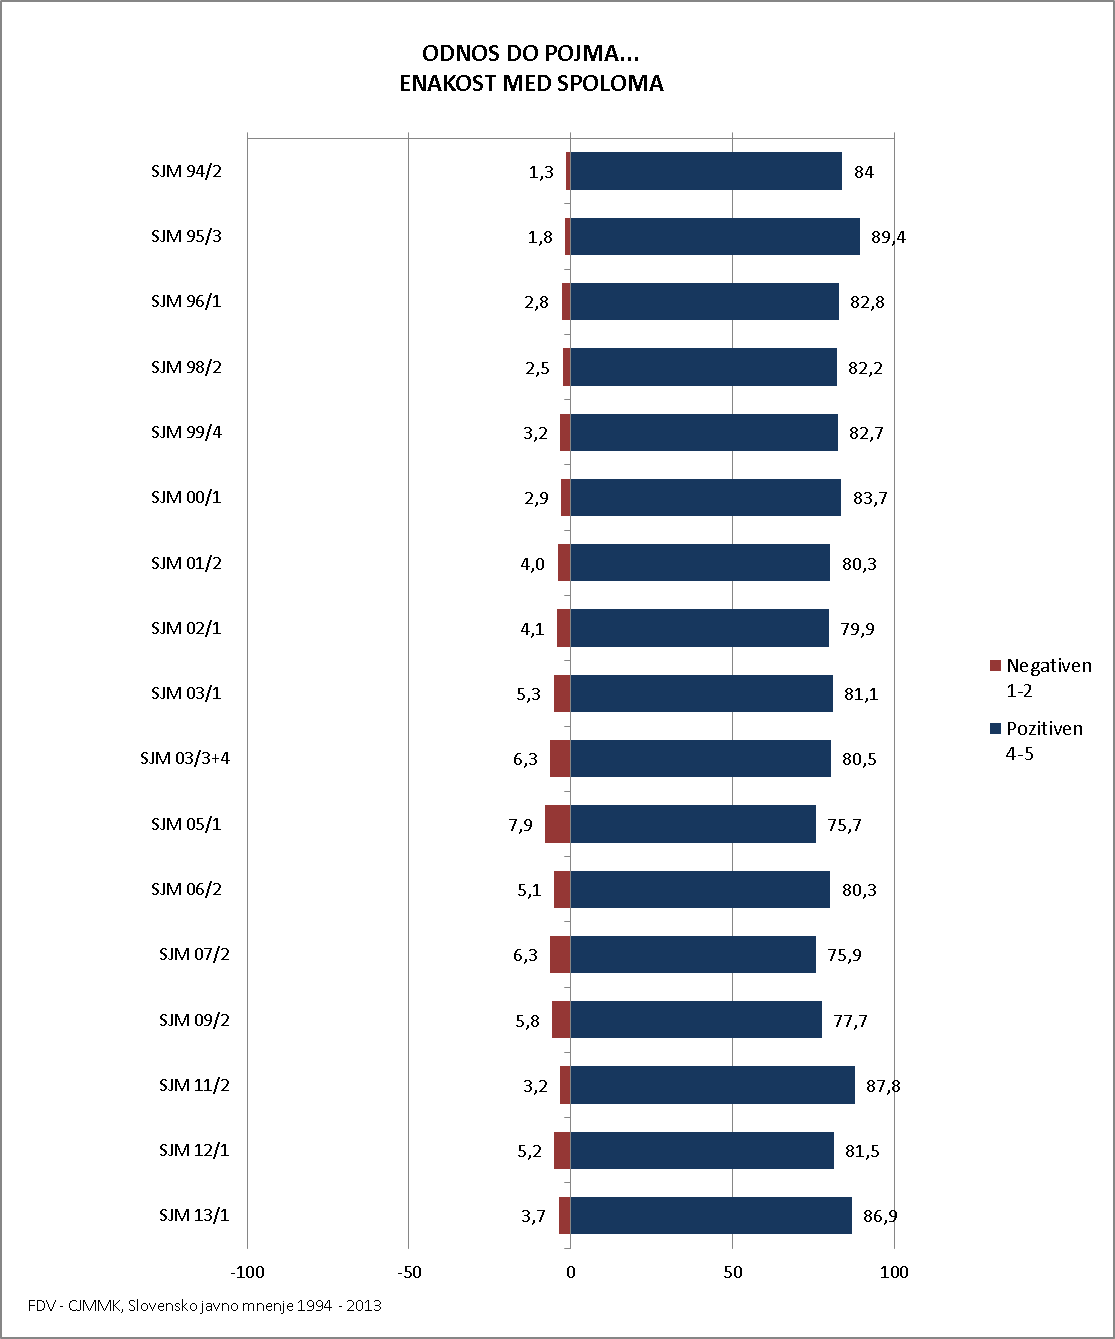 ODNOS DO POJMA...
ENAKOST MED SPOLOMA
SJM 94/2 1,3 84
SJM 95/3 1,8 89,4
SJM 96/1 2,8 82,8
SJM 98/2 2,5 82,2
SJM 99/4 3,2 82,7
SJM 00/1 2,9 83,7
SJM 01/2 4,0 80,3
SJM 02/1 4,1 79,9
SJM 03/1 5,3 81,1
SJM 03/3+4 6,3 80,5
SJM 05/1 7,9 75,7
SJM 06/2 5,1 80,3
SJM 07/2 6,3 75,9
SJM 09/2 5,8 77,7
SJM 11/2 3,2 87,8
SJM 12/1 5,2 81,5
SJM 13/1 3,7 86,9
Negativen
1-2
Pozitiven
4-5
-100 -50 0 50 100
FDV - CJMMK, Slovensko javno mnenje 1994 - 2013